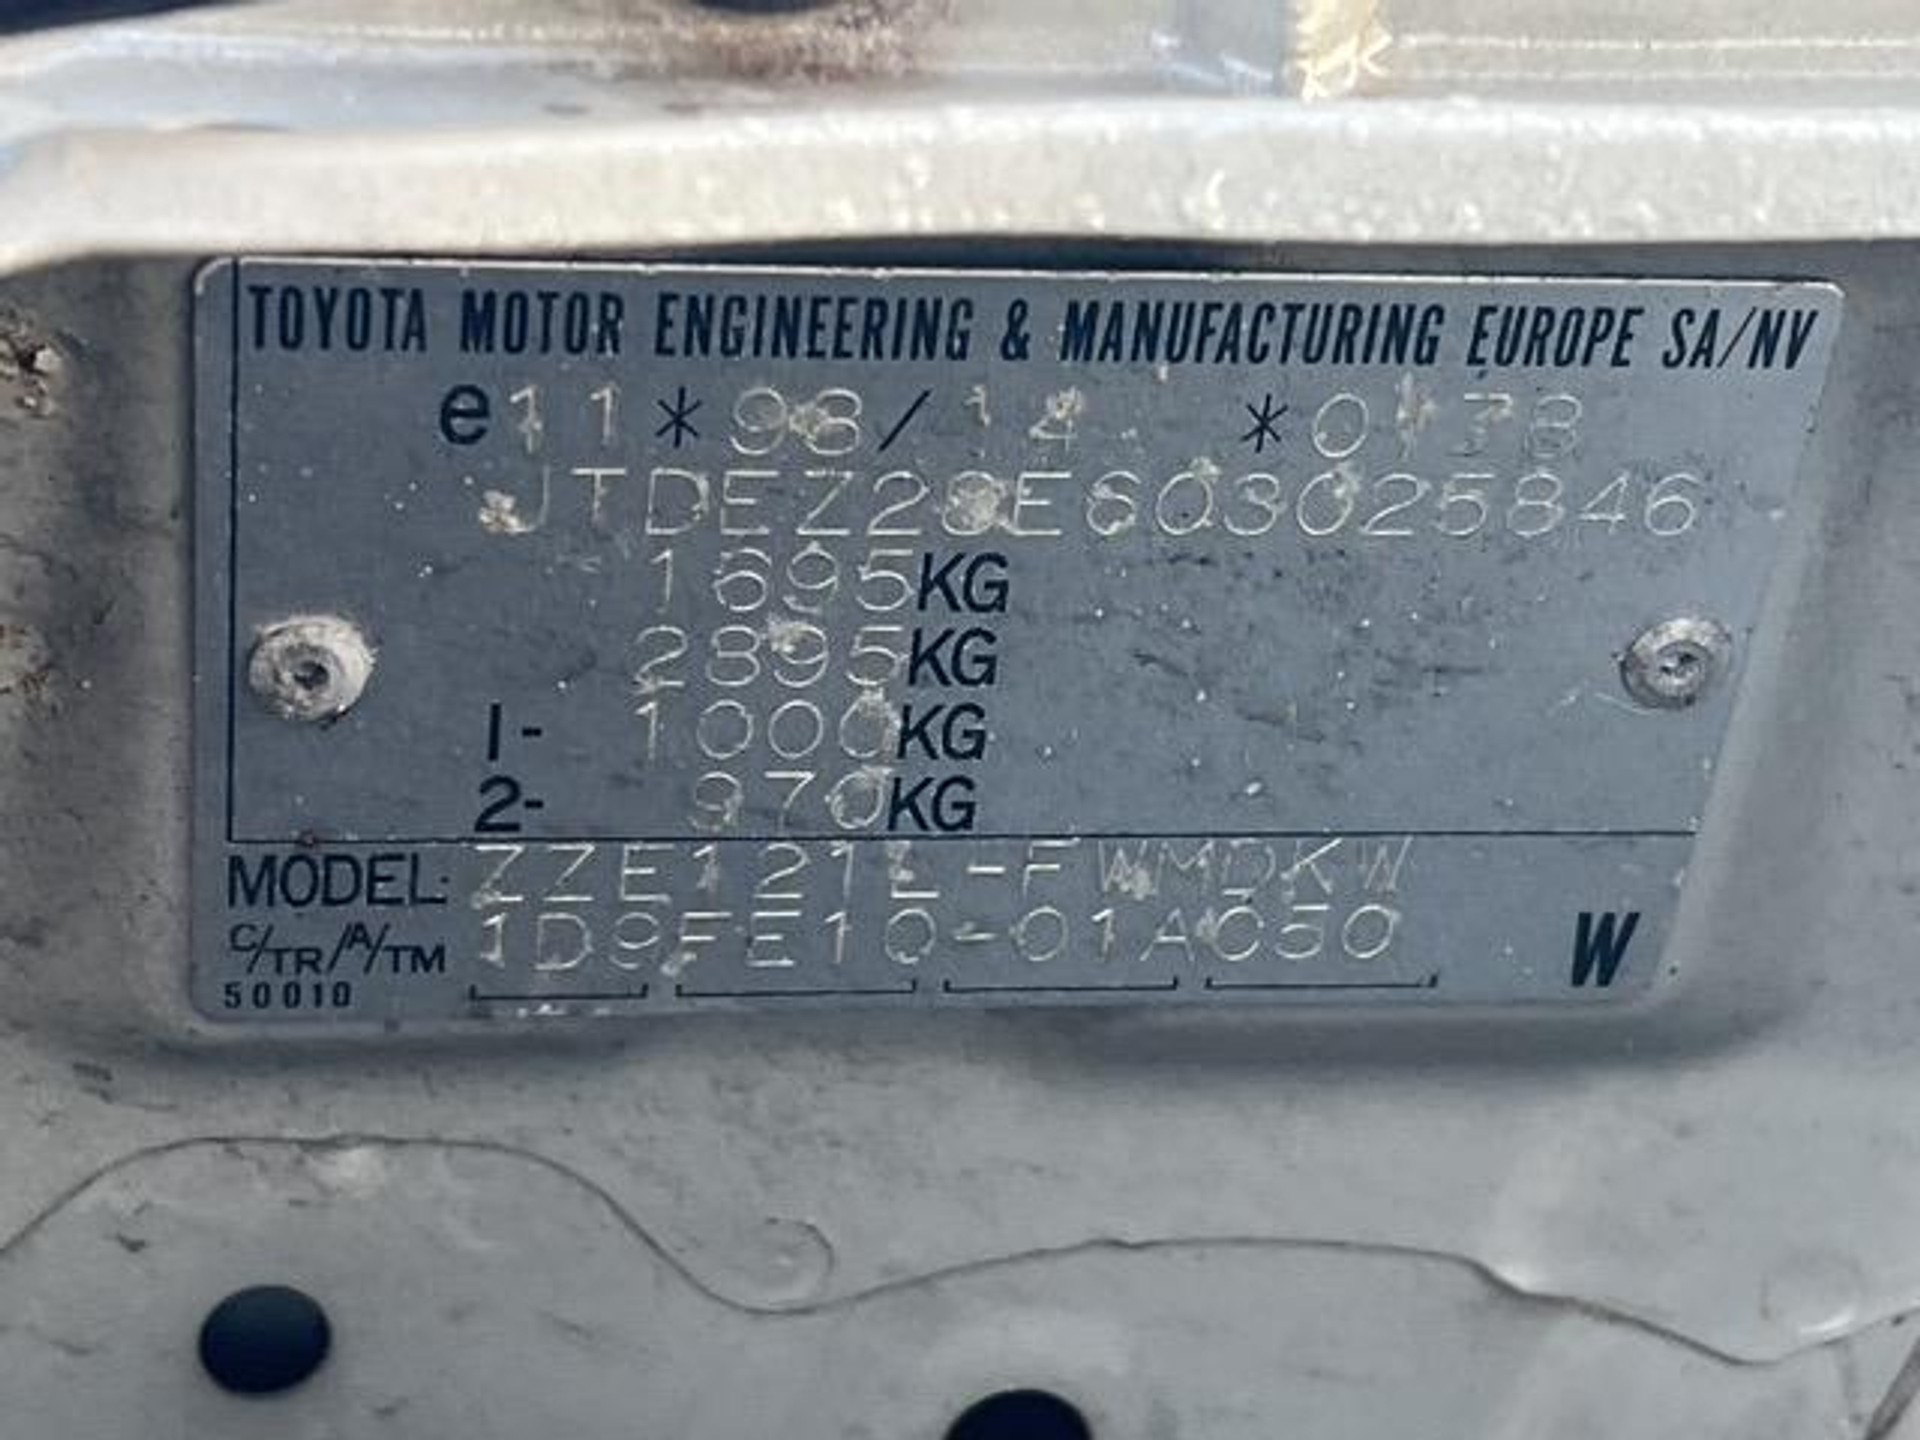 TOYOTA MOTOR ENGINEERING & MANUFACTURING EUROPE SA/NV
e11*98/14 *0178
JTDEZ28E603025846
1695KG
2895KG
1- 1000KG
2- 970KG
MODEL: ZZE121L-FWMDKW
C/TR/A/TM 1D9FE10-01AC50
50010
W